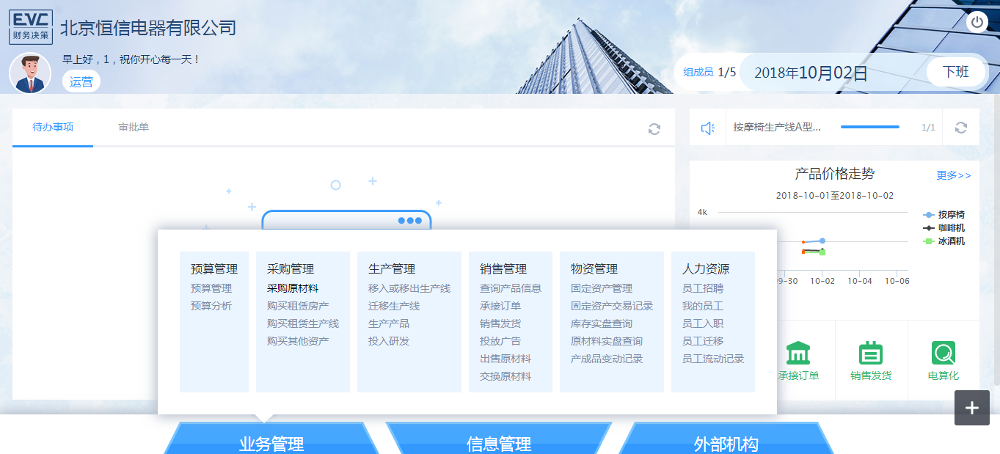 EVC
财务决策
北京恒信电器有限公司
早上好，1，祝你开心每一天！
运营
组成员 1/5
2018年10月02日
下班
待办事项
审批单
按摩椅生产线A型...
1/1
产品价格走势
更多>>
2018-10-01至2018-10-02
4k
按摩椅
咖啡机
冰酒机
9-30
10-02
10-04
10-06
预算管理
预算管理
预算分析
采购管理
采购原材料
购买租赁房产
购买租赁生产线
购买其他资产
生产管理
移入或移出生产线
迁移生产线
生产产品
投入研发
销售管理
查询产品信息
承接订单
销售发货
投放广告
出售原材料
交换原材料
物资管理
固定资产管理
固定资产交易记录
库存实盘查询
原材料实盘查询
产成品变动记录
人力资源
员工招聘
我的员工
员工入职
员工迁移
员工流动记录
承接订单
销售发货
电算化
业务管理
信息管理
外部机构